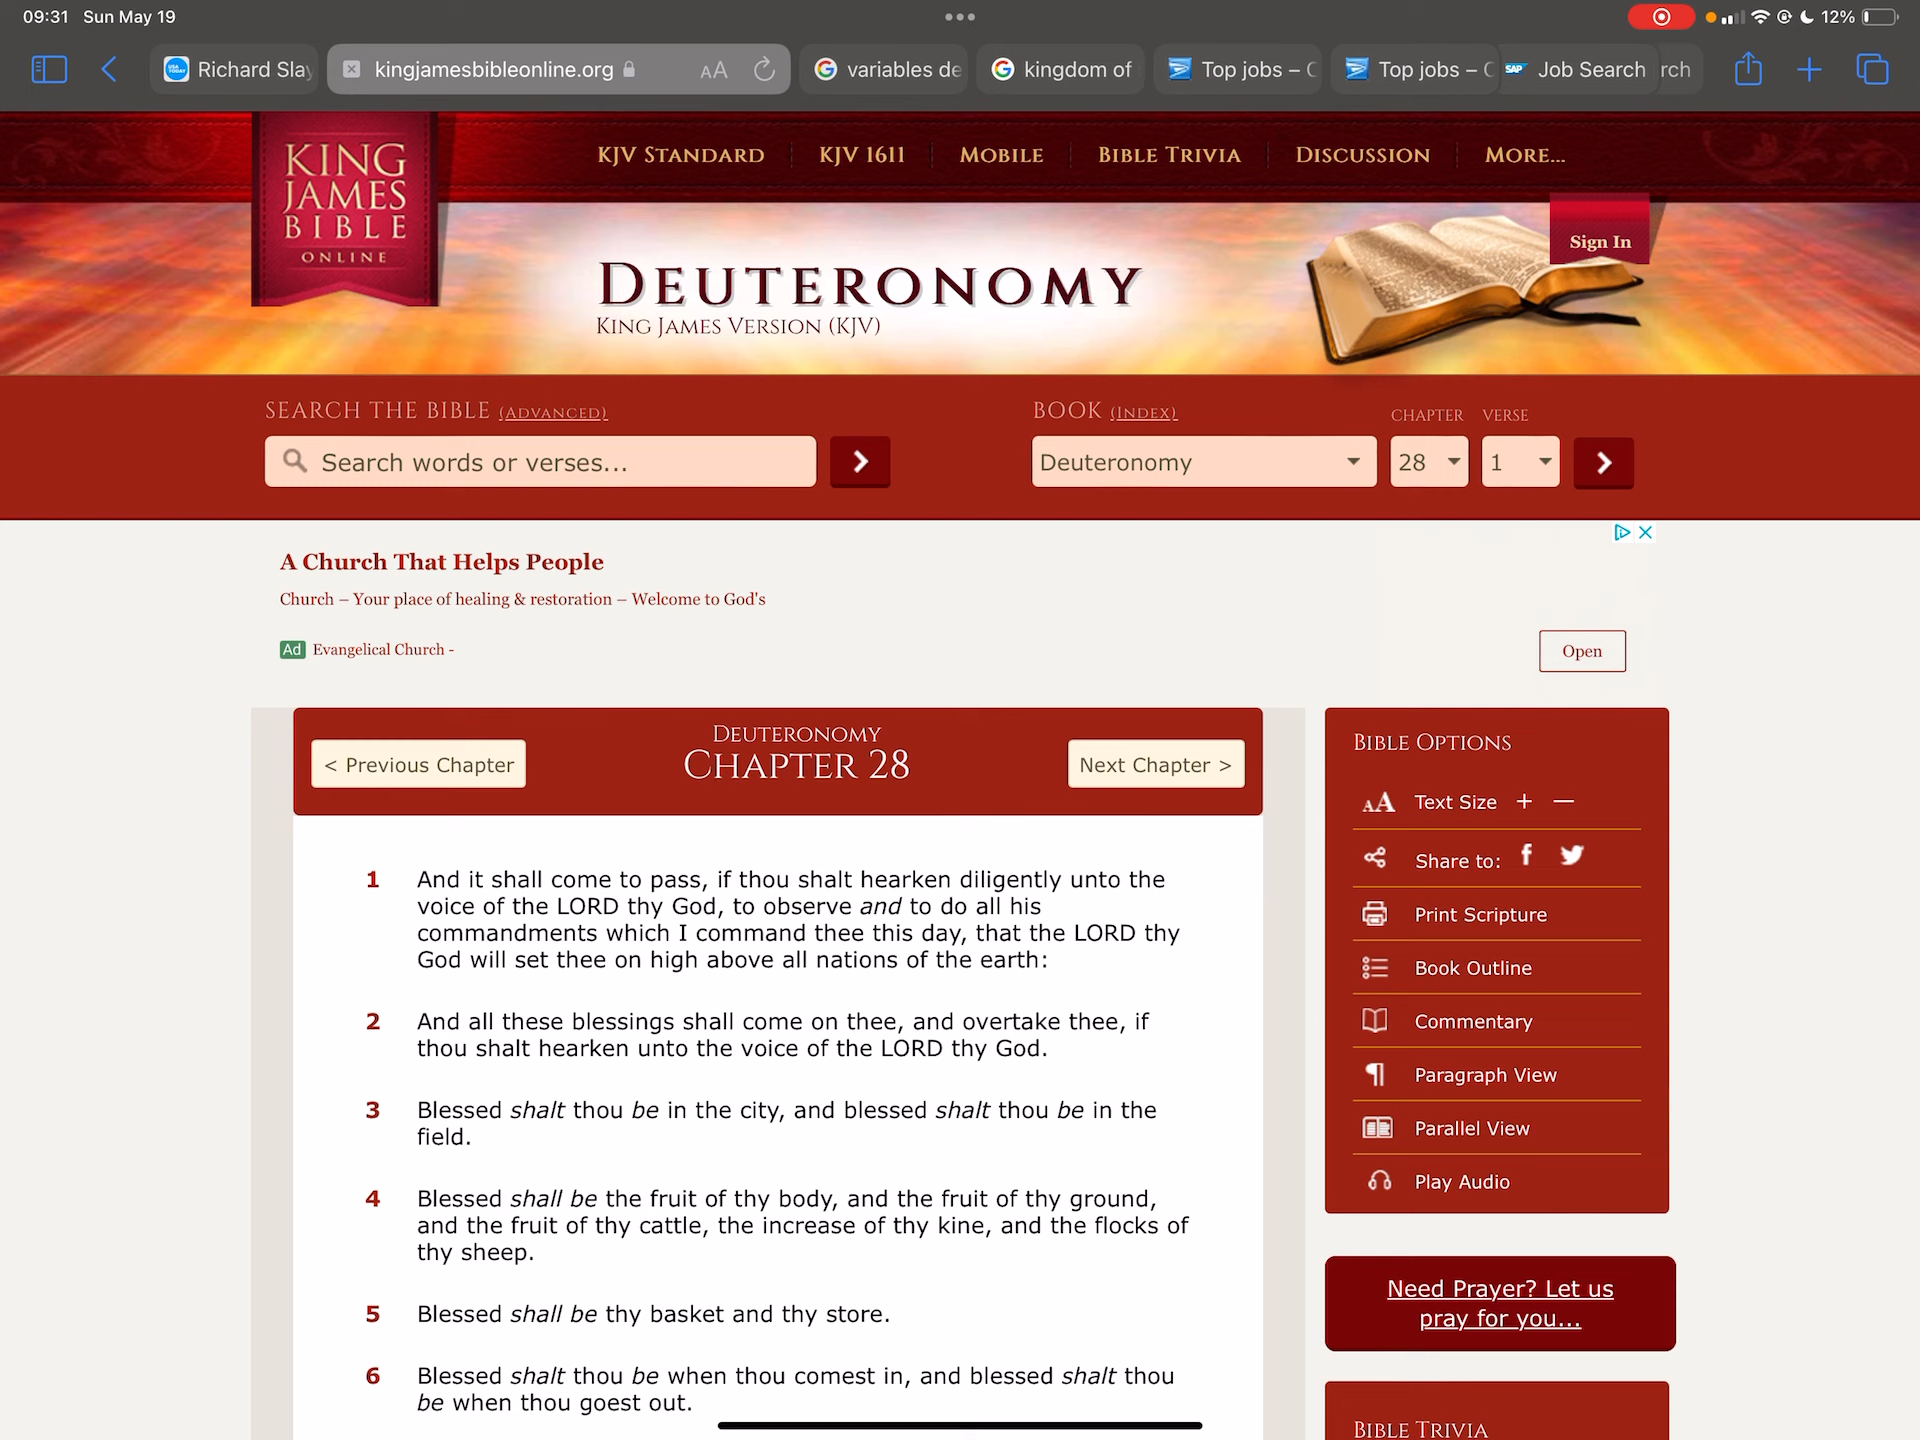 09:31 Sun May 19
12%
Richard Slay
kingjamesbibleonline.org
AA
variables de
kingdom of
Top jobs – C
Top jobs – C
SAP
Job Search
rch
KING
JAMES
BIBLE
ONLINE
KJV STANDARD
KJV 1611
MOBILE
BIBLE TRIVIA
DISCUSSION
MORE...
Sign In
DEUTERONOMY
KING JAMES VERSION (KJV)
SEARCH THE BIBLE (ADVANCED)
BOOK (INDEX)
CHAPTER
VERSE
Search words or verses...
Deuteronomy
28
1
A Church That Helps People
Church – Your place of healing & restoration – Welcome to God's
Ad Evangelical Church -
Open
< Previous Chapter
DEUTERONOMY
CHAPTER 28
Next Chapter >
1 And it shall come to pass, if thou shalt hearken diligently unto the
voice of the LORD thy God, to observe and to do all his
commandments which I command thee this day, that the LORD thy
God will set thee on high above all nations of the earth:
2 And all these blessings shall come on thee, and overtake thee, if
thou shalt hearken unto the voice of the LORD thy God.
3 Blessed shalt thou be in the city, and blessed shalt thou be in the
field.
4 Blessed shall be the fruit of thy body, and the fruit of thy ground,
and the fruit of thy cattle, the increase of thy kine, and the flocks of
thy sheep.
5 Blessed shall be thy basket and thy store.
6 Blessed shalt thou be when thou comest in, and blessed shalt thou
be when thou goest out.
BIBLE OPTIONS
AA Text Size + —
Share to:
Print Scripture
Book Outline
Commentary
Paragraph View
Parallel View
Play Audio
Need Prayer? Let us
pray for you...
BIBLE TRIVIA